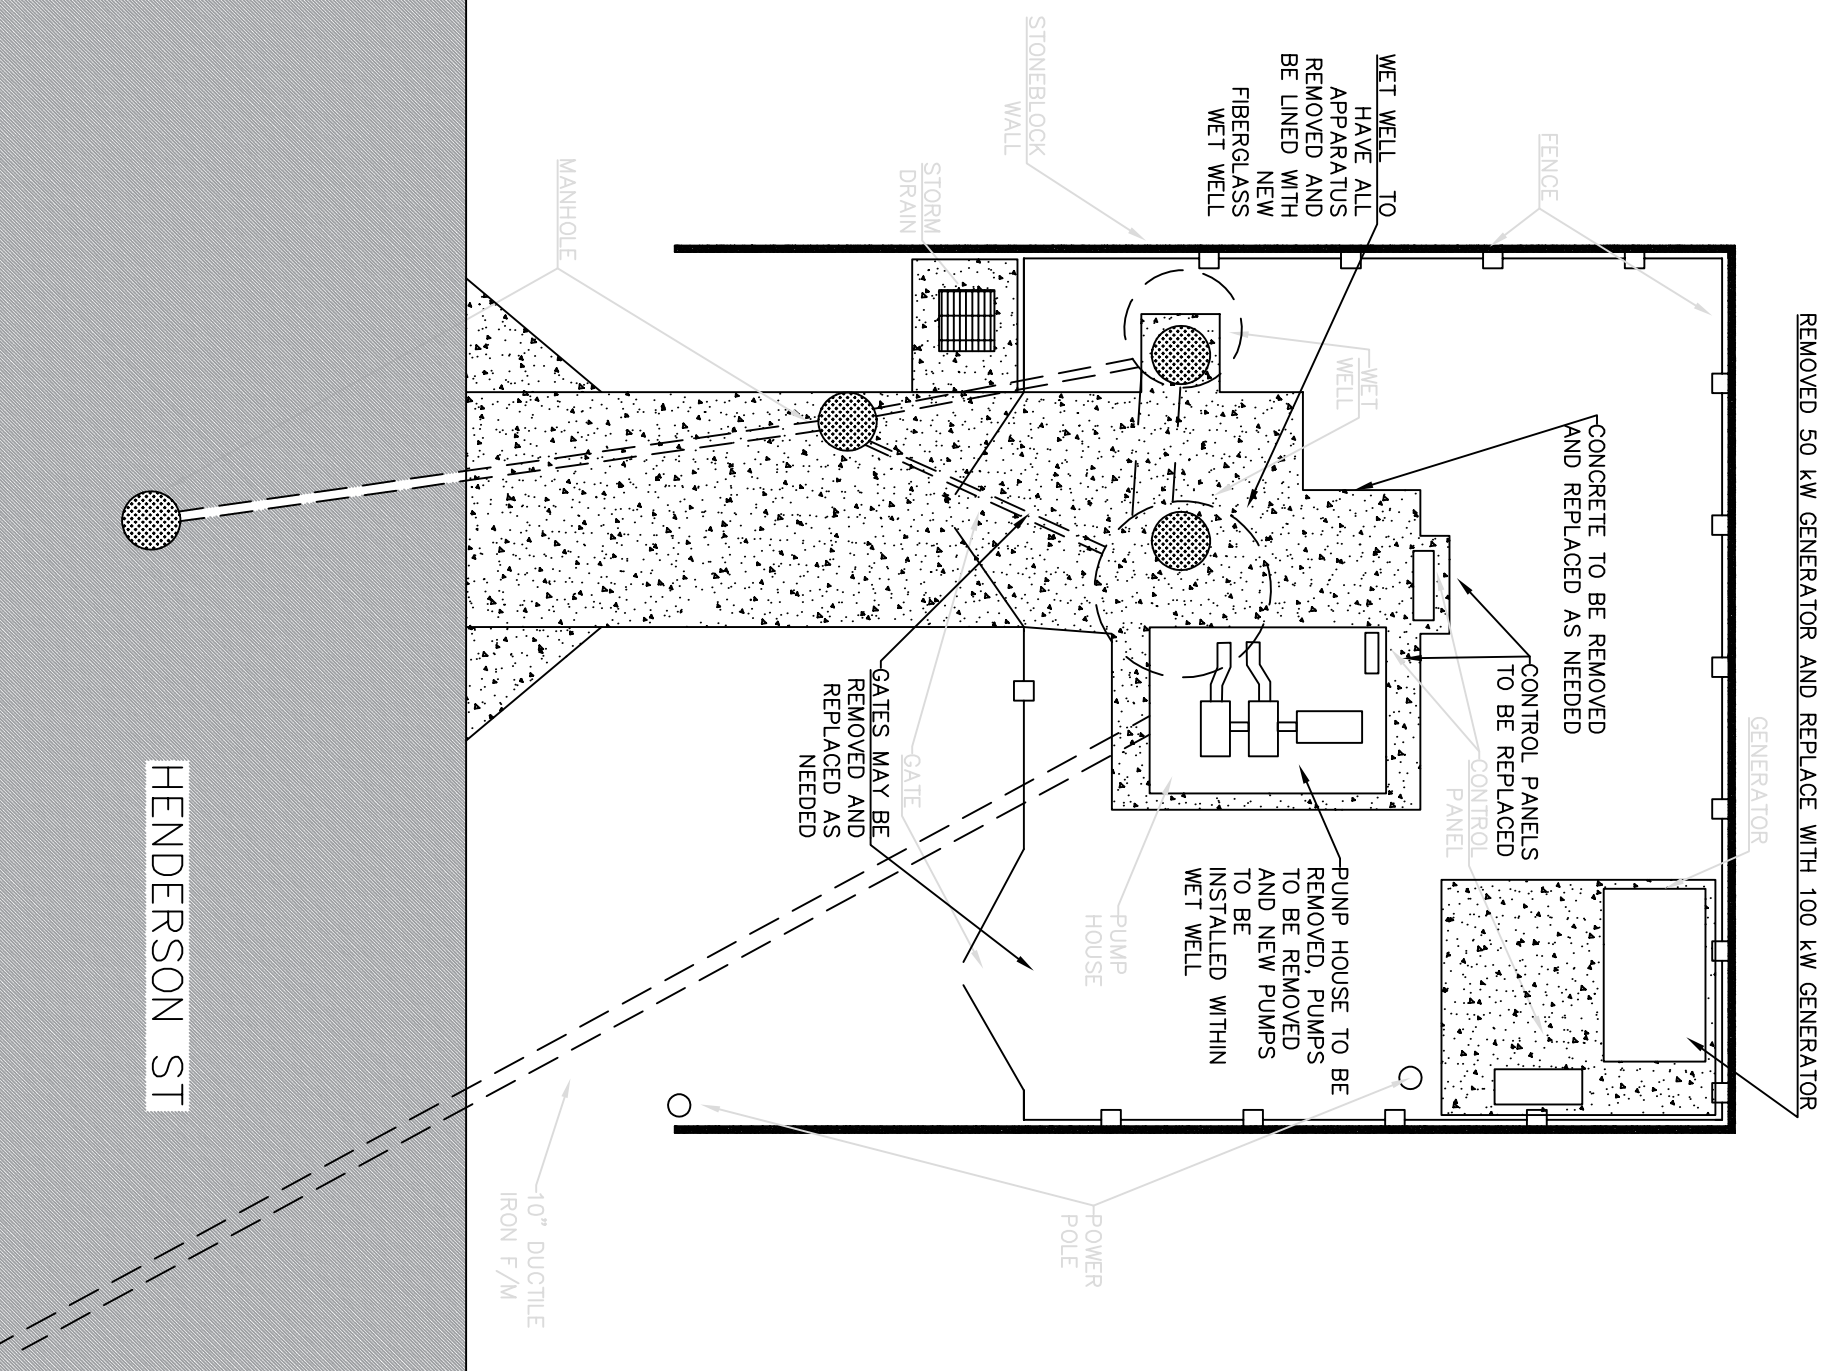 REMOVED 50 kW GENERATOR AND REPLACE WITH 100 kW GENERATOR
GENERATOR
CONCRETE TO BE REMOVED
AND REPLACED AS NEEDED
FENCE
CONTROL PANELS
TO BE REPLACED
CONTROL
PANEL
WET WELL TO
HAVE ALL
APPARATUS
REMOVED AND
BE LINED WITH
NEW
FIBERGLASS
WET WELL
WET
WELL
PUNP HOUSE TO BE
REMOVED, PUMPS
TO BE REMOVED
AND NEW PUMPS
TO BE
INSTALLED WITHIN
WET WELL
PUMP
HOUSE
POWER
POLE
STONEBLOCK
WALL
STORM
DRAIN
GATE
GATES MAY BE
REMOVED AND
REPLACED AS
NEEDED
MANHOLE
10" DUCTILE
IRON F/M
HENDERSON ST